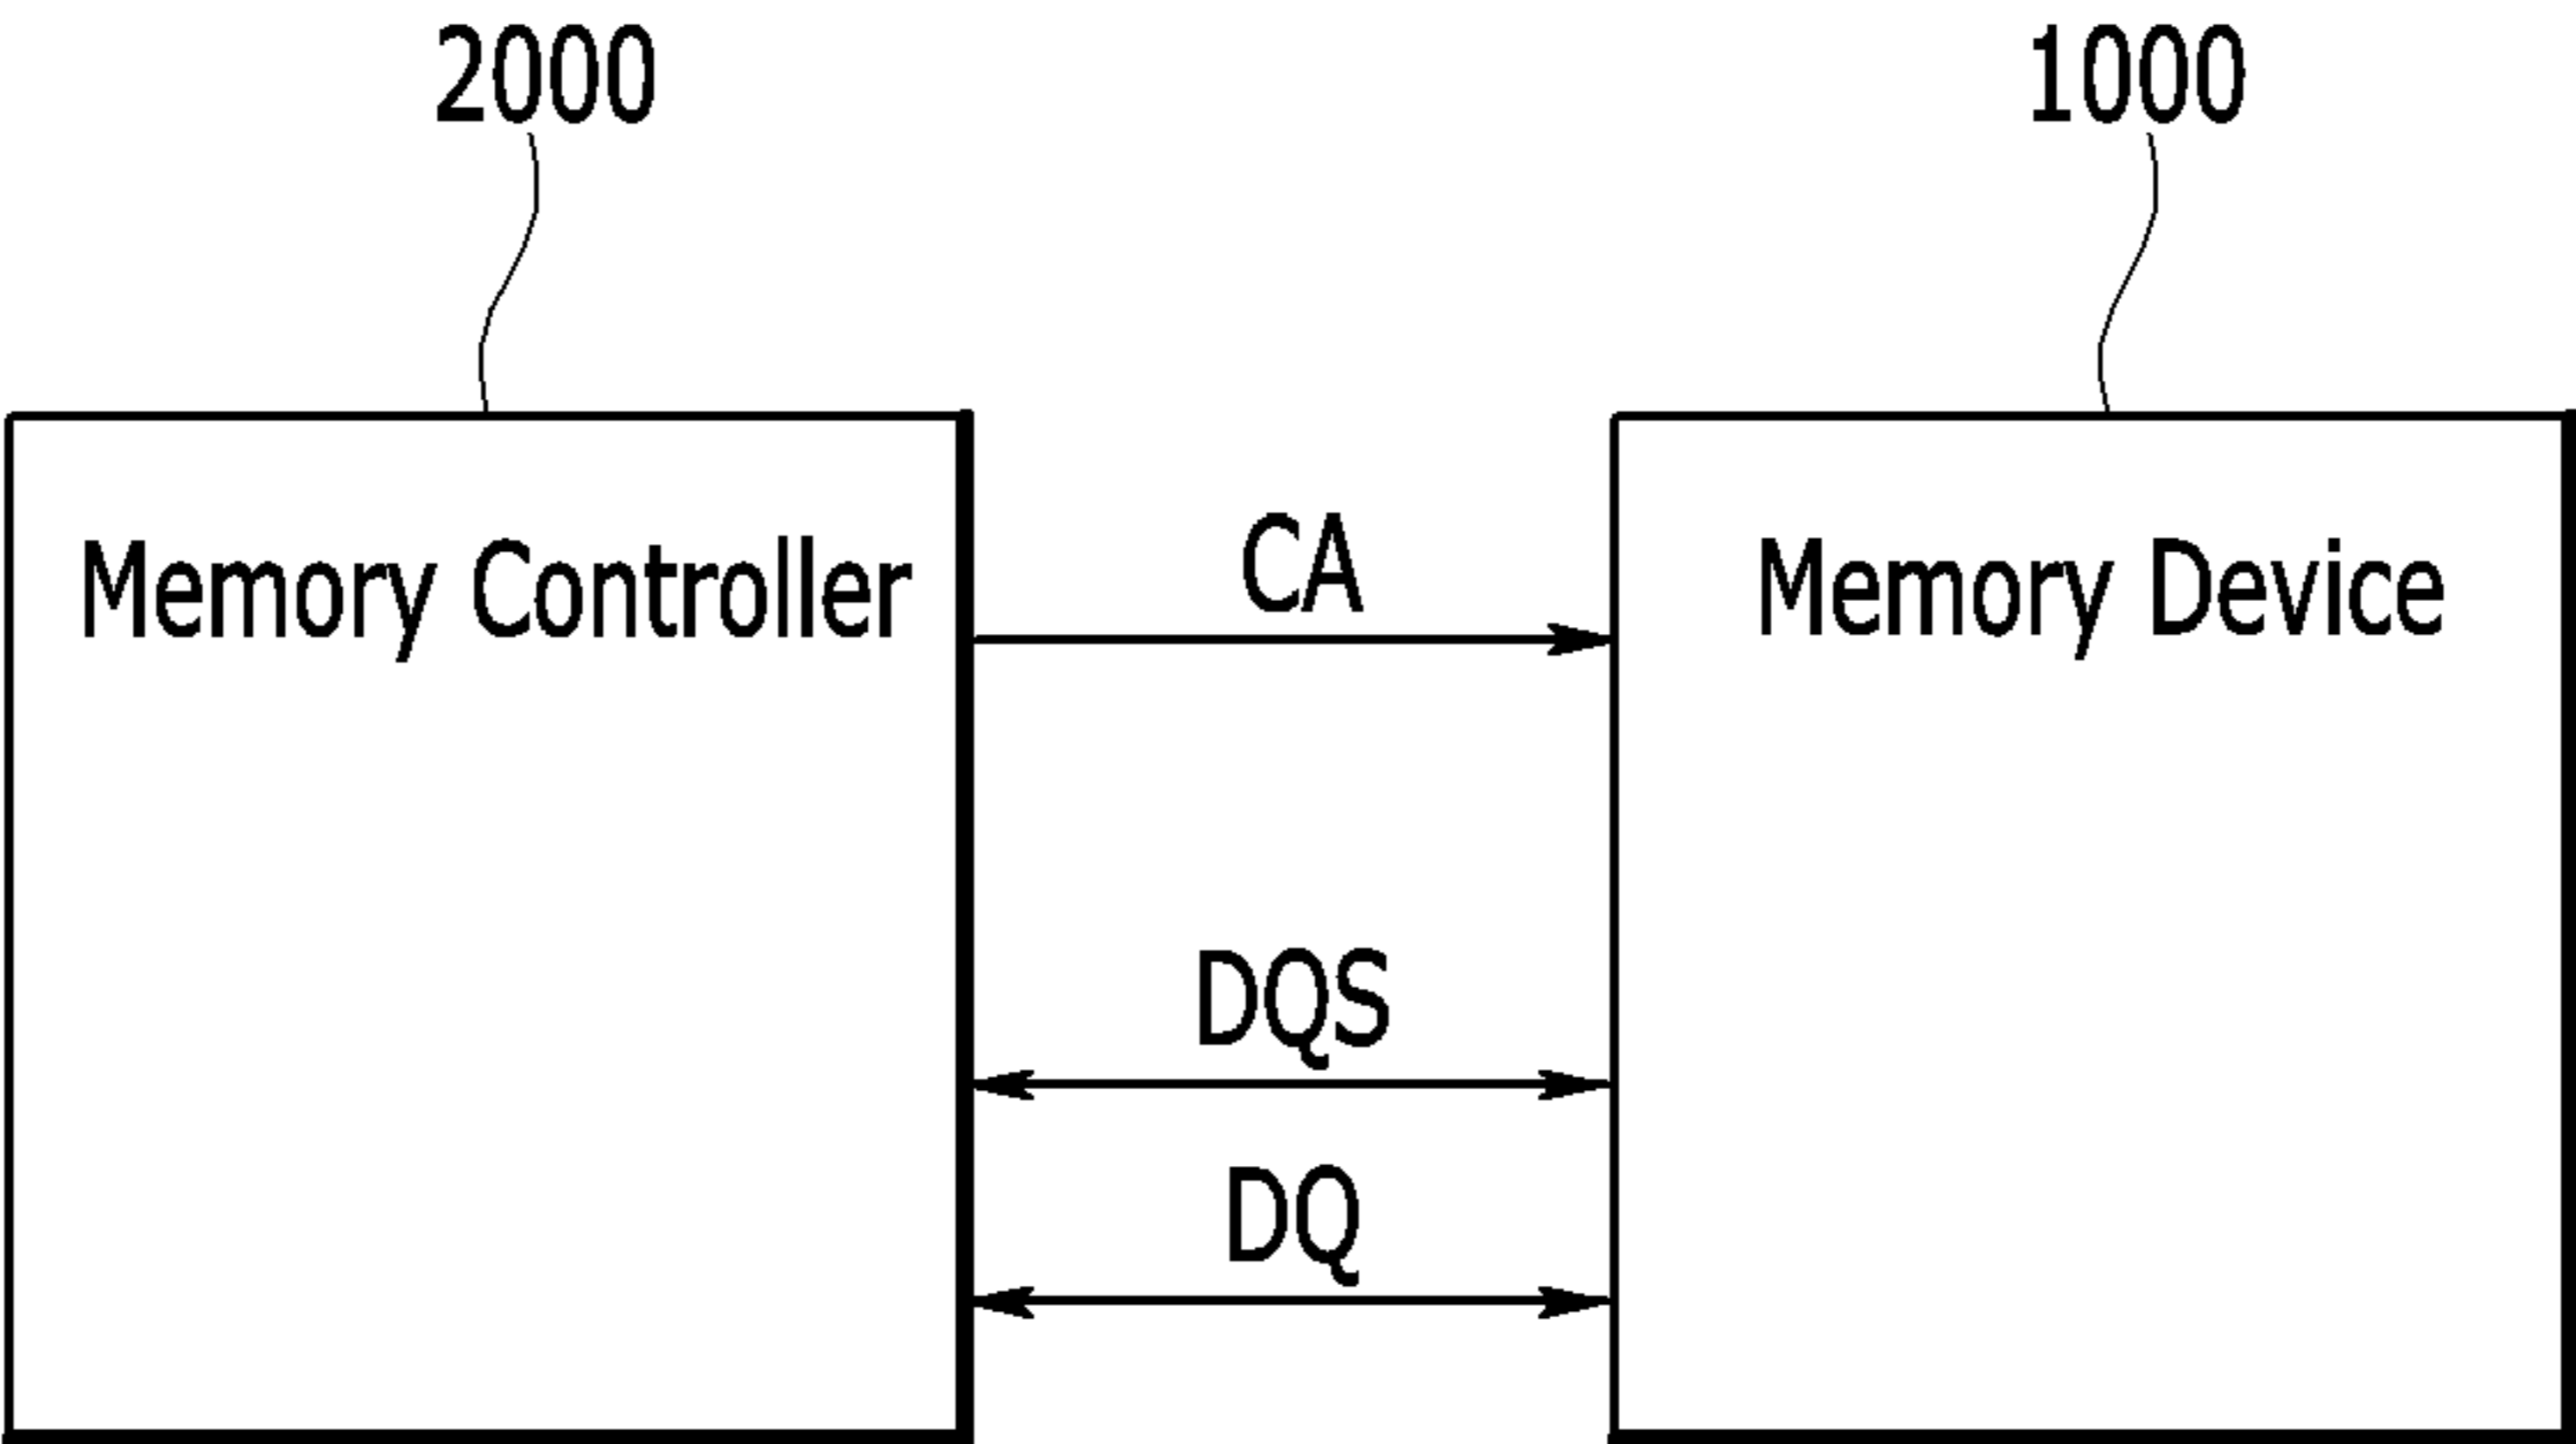 2000
1000
Memory Controller
CA
Memory Device
DQS
DQ